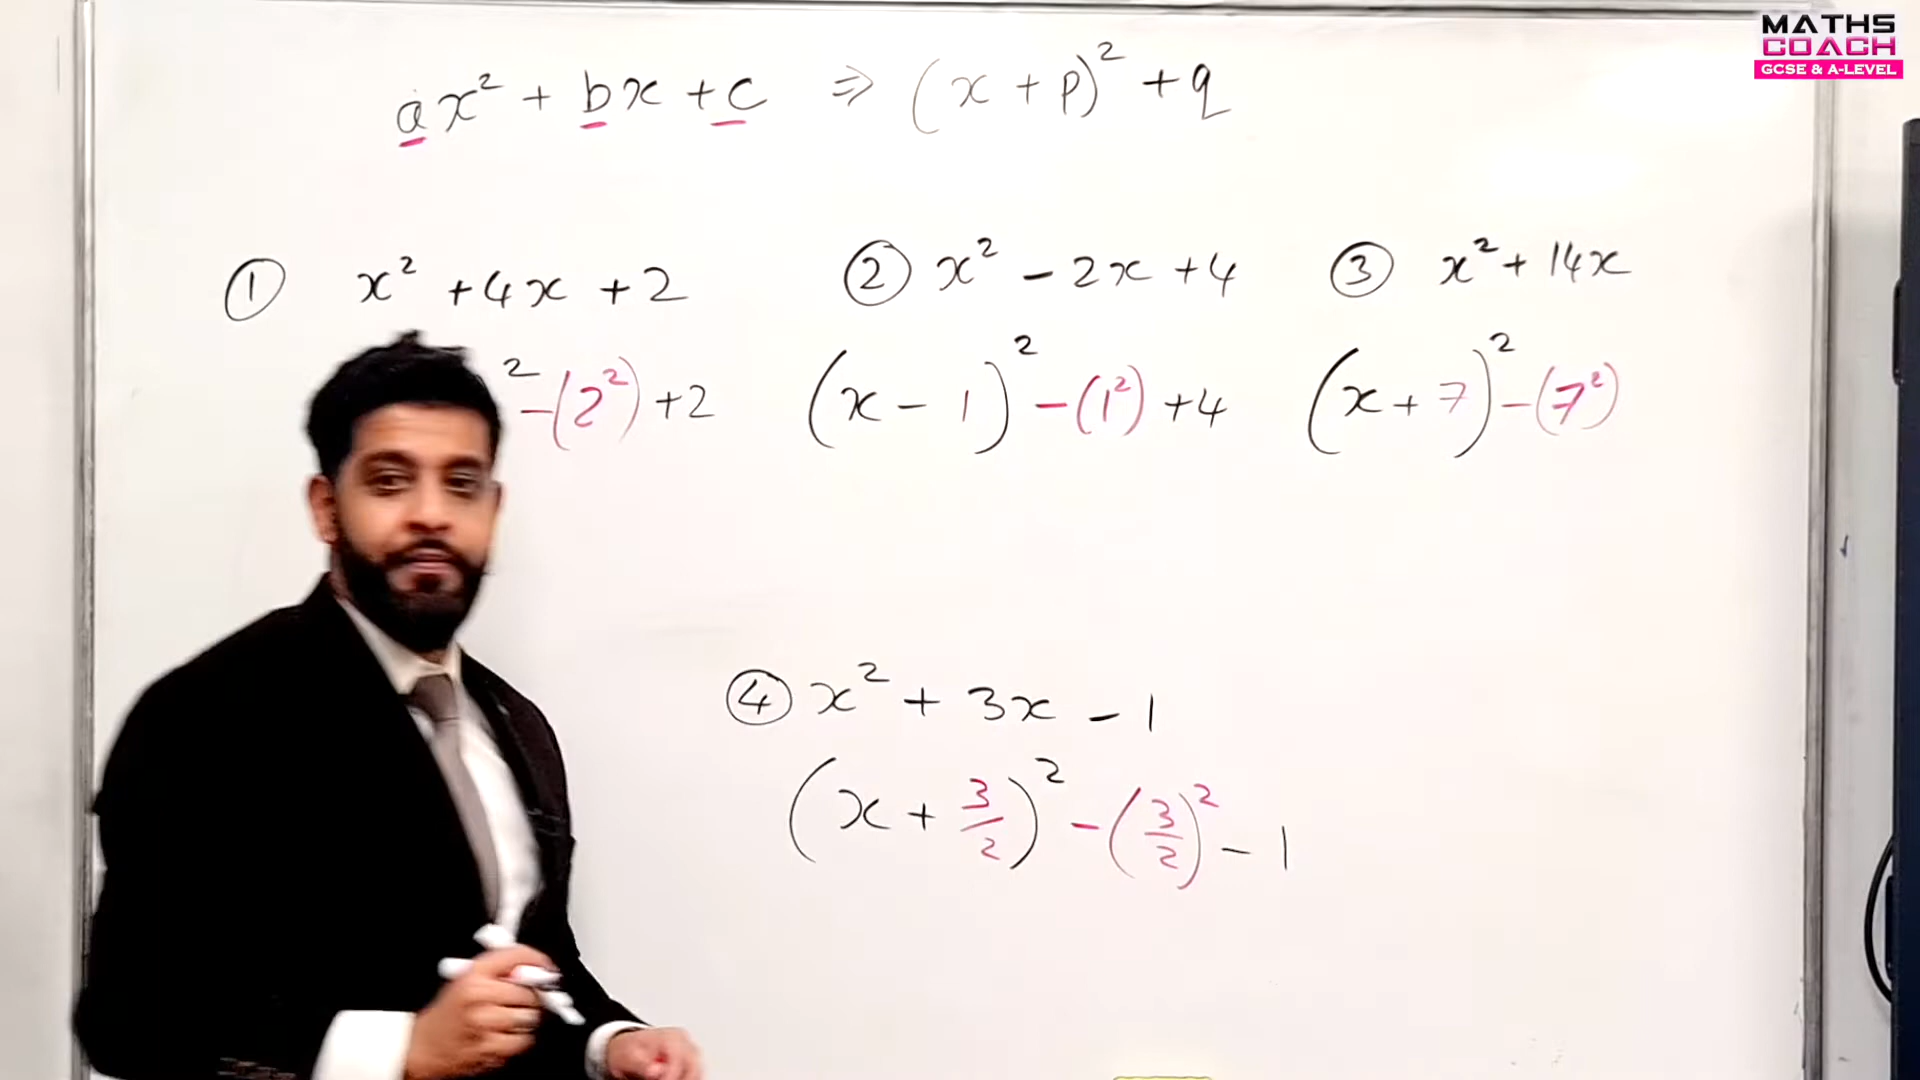 MATHS
COACH
GCSE & A-LEVEL
ax² + bx + c ⇒ (x + p)² + q
① x² + 4x + 2
² -(2²) + 2
② x² - 2x + 4
(x - 1)² -(1²) + 4
③ x² + 14x
(x + 7)² -(7²)
④ x² + 3x - 1
(x + 3/2)² -(3/2)² - 1